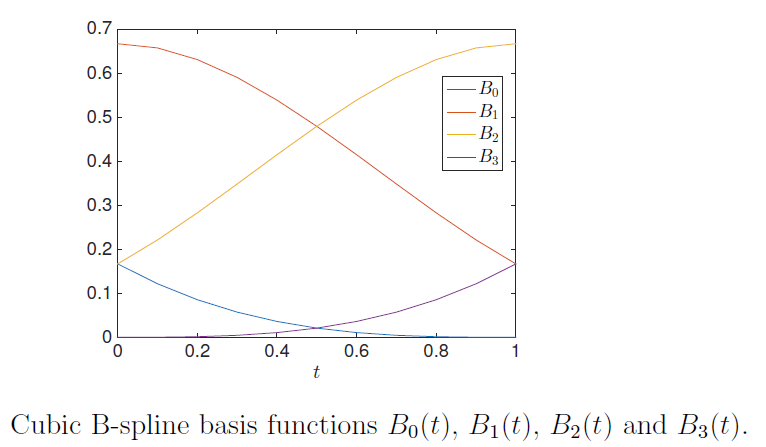 0.7
0.6
0.5
0.4
0.3
0.2
0.1
0
B₀
B₁
B₂
B₃
0 0.2 0.4 0.6 0.8 1
t
Cubic B-spline basis functions B₀(t), B₁(t), B₂(t) and B₃(t).